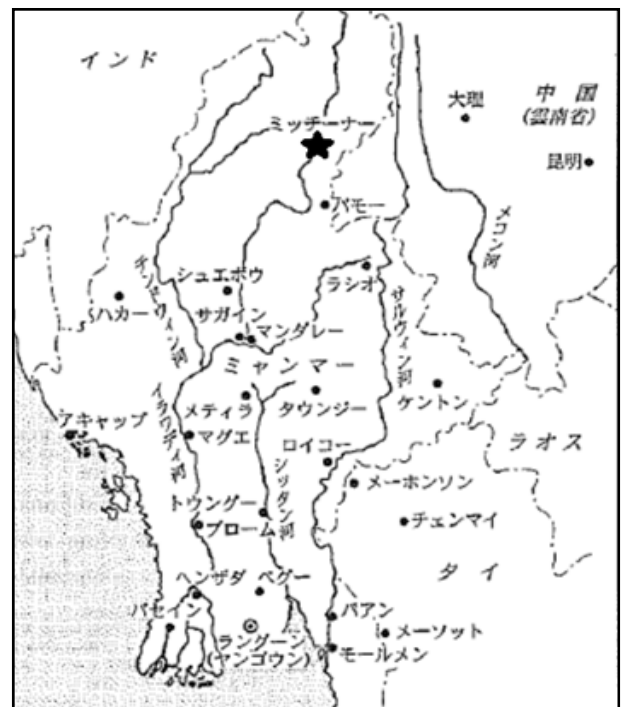 インド
中国
(雲南省)
大理
ミッチーナー
昆明
バモー
メコン河
シュエボウ
ラシオ
チンドウィン河
サルウィン河
ハカー
サガイン
マンダレー
ミャンマー
メティラ
タウンジー
ケントン
アキャップ
イラワディ河
マグエ
ロイコー
ラオス
シッタン河
メーホンソン
トウングー
プローム
チェンマイ
タイ
ヘンザダ
ペグー
バセイン
パアン
ラングーン
(ヤンゴウン)
メーソット
モールメン